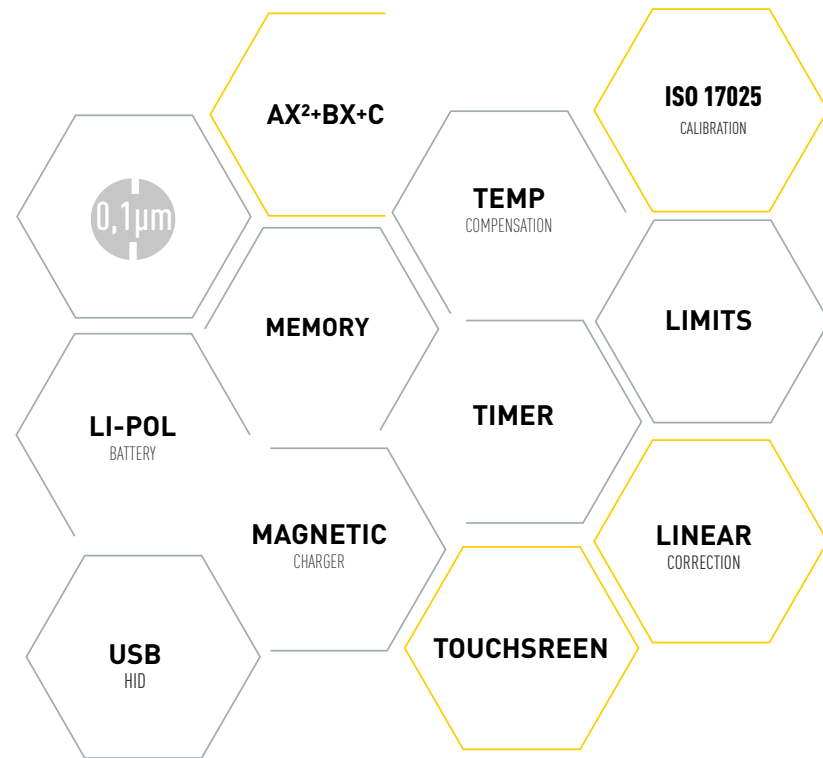 AX²+BX+C
ISO 17025
CALIBRATION
0,1µm
TEMP
COMPENSATION
MEMORY
LIMITS
LI-POL
BATTERY
TIMER
MAGNETIC
CHARGER
LINEAR
CORRECTION
USB
HID
TOUCHSREEN